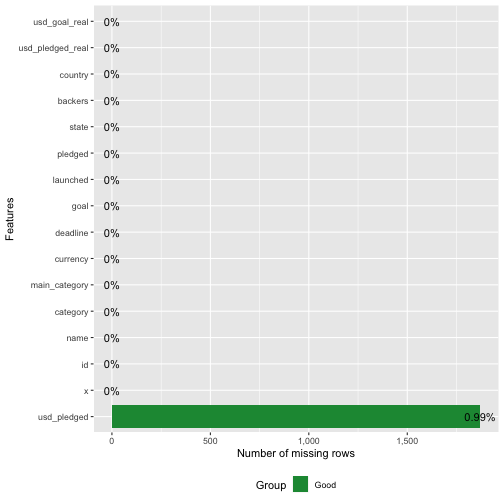 usd_goal_real 0%
usd_pledged_real 0%
country 0%
backers 0%
state 0%
pledged 0%
launched 0%
goal 0%
deadline 0%
currency 0%
main_category 0%
category 0%
name 0%
id 0%
x 0%
usd_pledged 0.99%
Features
0 500 1,000 1,500
Number of missing rows
Group Good